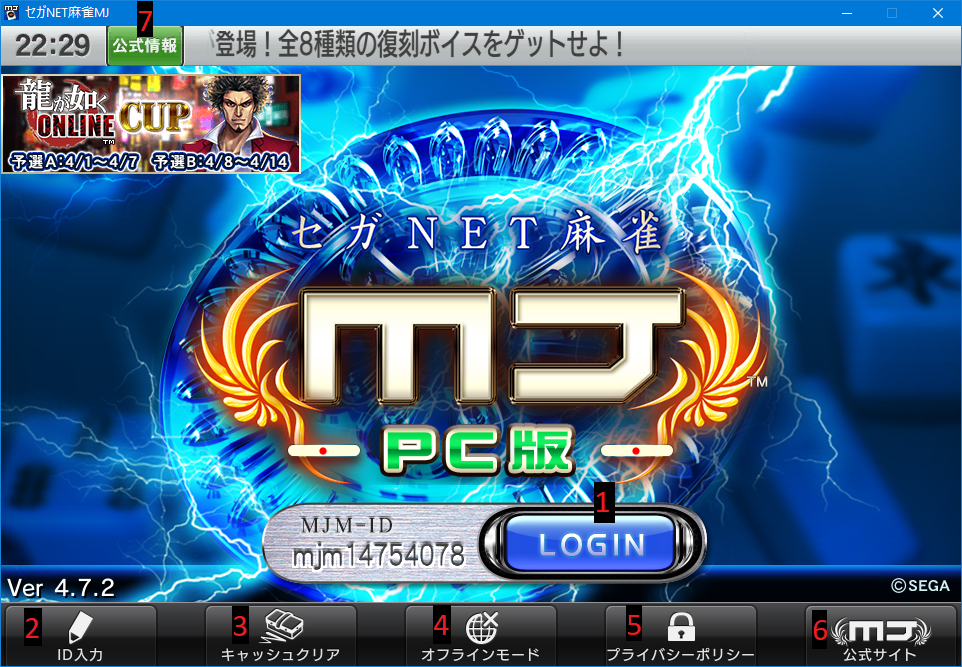 セガNET麻雀MJ
7
22:29
公式情報
登場！全8種類の復刻ボイスをゲットせよ！
龍が如く
ONLINE
TM
CUP
予選A:4/1～4/7 予選B:4/8～4/14
セガNET麻雀
MJ
TM
PC版
1
MJM-ID
mjm14754078
LOGIN
Ver 4.7.2
©SEGA
2
ID入力
3
キャッシュクリア
4
オフラインモード
5
プライバシーポリシー
6
MJ
公式サイト